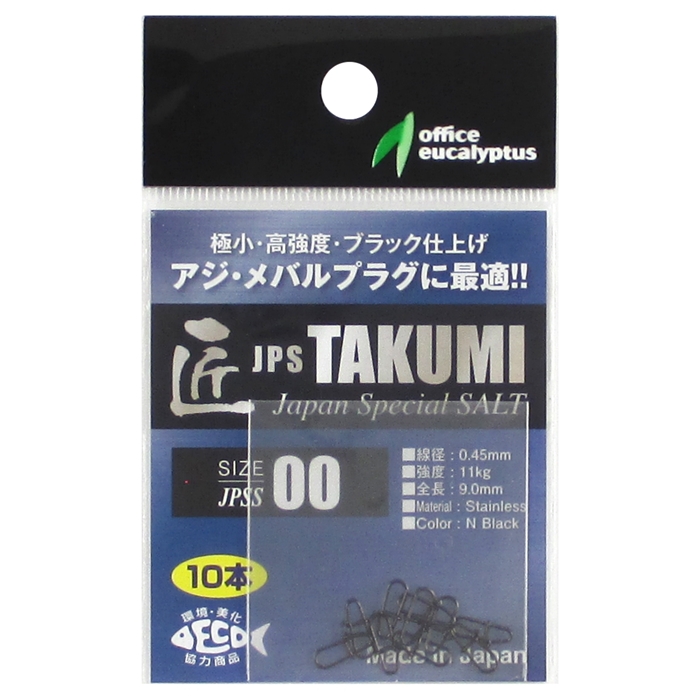 office
eucalyptus
極小・高強度・ブラック仕上げ
アジ・メバルプラグに最適!!
匠 JPS TAKUMI
Japan Special SALT
SIZE
JPSS 00
■線径：0.45mm
■強度：11kg
■全長：9.0mm
■Material：Stainless
■Color：N Black
10本
環境・美化
DECO
協力商品
Made in Japan